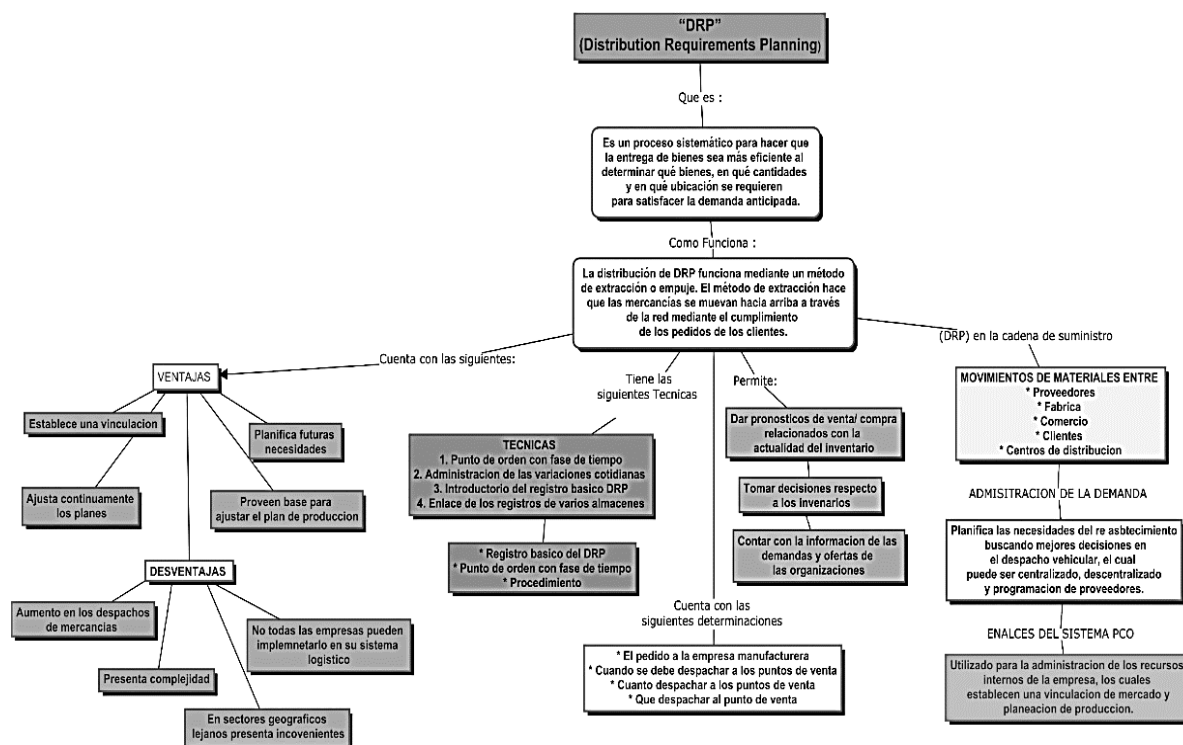 “DRP”
(Distribution Requirements Planning)
Que es :
Es un proceso sistemático para hacer que
la entrega de bienes sea más eficiente al
determinar qué bienes, en qué cantidades
y en qué ubicación se requieren
para satisfacer la demanda anticipada.
Como Funciona :
La distribución de DRP funciona mediante un método
de extracción o empuje. El método de extracción hace
que las mercancías se muevan hacia arriba a través
de la red mediante el cumplimiento
de los pedidos de los clientes.
Cuenta con las siguientes:
VENTAJAS
Establece una vinculacion
Planifica futuras
necesidades
Ajusta continuamente
los planes
Proveen base para
ajustar el plan de produccion
DESVENTAJAS
Aumento en los despachos
de mercancias
No todas las empresas pueden
implemnetarlo en su sistema
logistico
Presenta complejidad
En sectores geograficos
lejanos presenta incovenientes
Tiene las
siguientes Tecnicas
TECNICAS
1. Punto de orden con fase de tiempo
2. Administracion de las variaciones cotidianas
3. Introductorio del registro basico DRP
4. Enlace de los registros de varios almacenes
* Registro basico del DRP
* Punto de orden con fase de tiempo
* Procedimiento
Cuenta con las
siguientes determinaciones
* El pedido a la empresa manufacturera
* Cuando se debe despachar a los puntos de venta
* Cuanto despachar a los puntos de venta
* Que despachar al punto de venta
Permite:
Dar pronosticos de venta/ compra
relacionados con la
actualidad del inventario
Tomar decisiones respecto
a los Invenarios
Contar con la informacion de las
demandas y ofertas de
las organizaciones
(DRP) en la cadena de suministro
MOVIMIENTOS DE MATERIALES ENTRE
* Proveedores
* Fabrica
* Comercio
* Clientes
* Centros de distribucion
ADMISITRACION DE LA DEMANDA
Planifica las necesidades del re asbtecimiento
buscando mejores decisiones en
el despacho vehicular, el cual
puede ser centralizado, descentralizado
y programacion de proveedores.
ENALCES DEL SISTEMA PCO
Utilizado para la administracion de los recursos
internos de la empresa, los cuales
establecen una vinculacion de mercado y
planeacion de produccion.